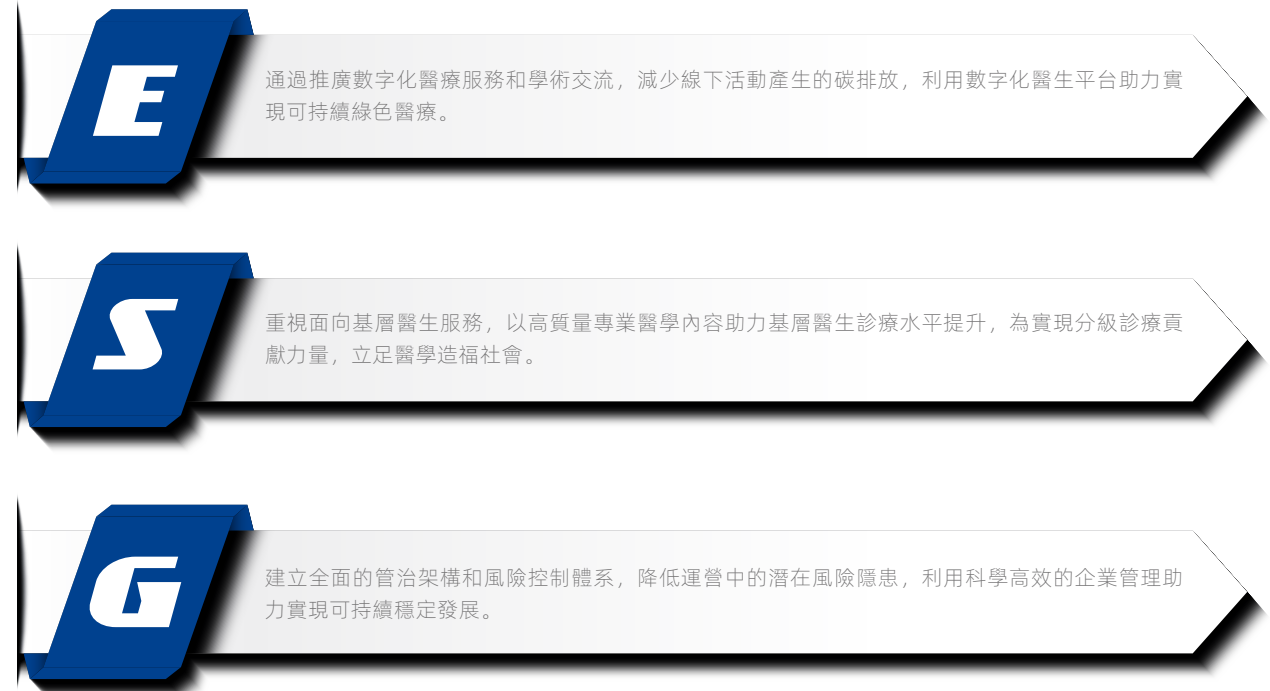 E
通過推廣數字化醫療服務和學術交流，減少線下活動產生的碳排放，利用數字化醫生平台助力實
現可持續綠色醫療。
S
重視面向基層醫生服務，以高質量專業醫學內容助力基層醫生診療水平提升，為實現分級診療貢
獻力量，立足醫學造福社會。
G
建立全面的管治架構和風險控制體系，降低運營中的潛在風險隱患，利用科學高效的企業管理助
力實現可持續穩定發展。